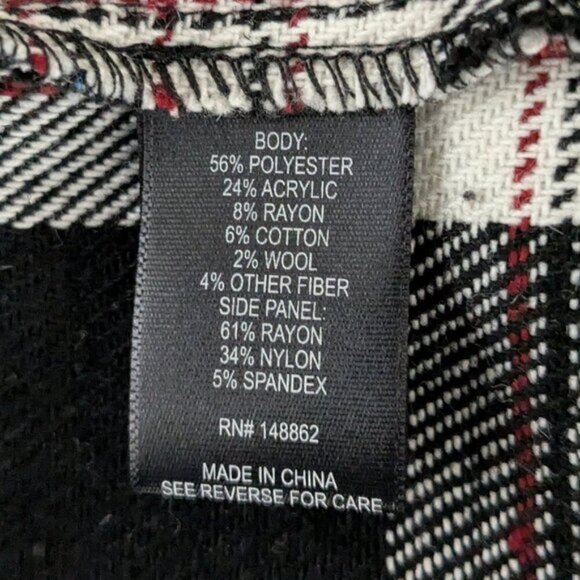 BODY:
56% POLYESTER
24% ACRYLIC
8% RAYON
6% COTTON
2% WOOL
4% OTHER FIBER
SIDE PANEL:
61% RAYON
34% NYLON
5% SPANDEX
RN# 148862
MADE IN CHINA
SEE REVERSE FOR CARE